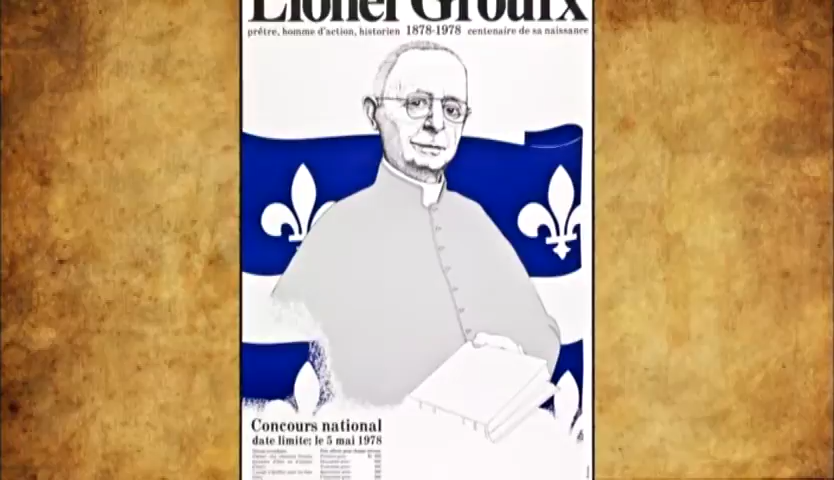 Lionel Groulx
prêtre, homme d'action, historien 1878-1978 centenaire de sa naissance
Concours national
date limite: le 5 mai 1978